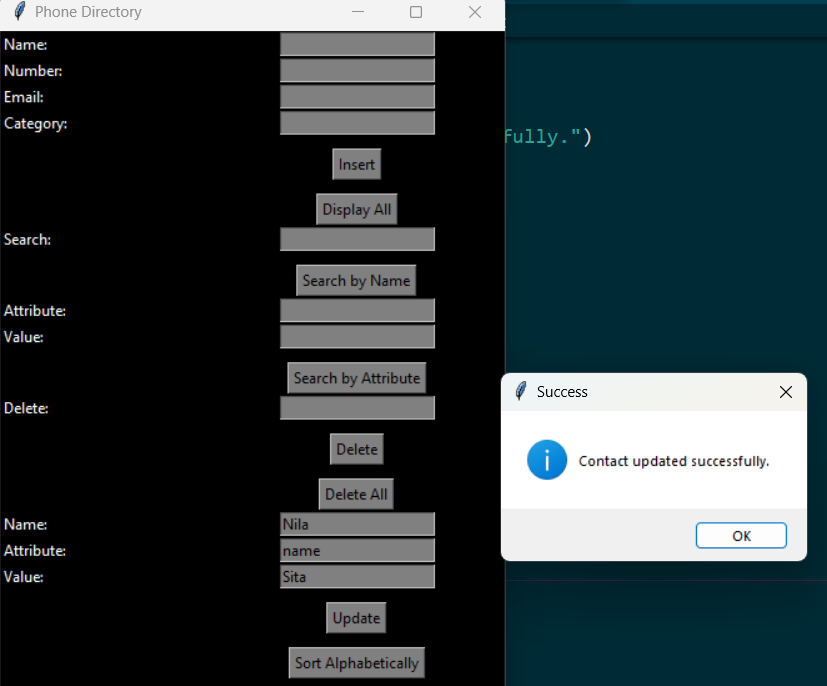 Phone Directory
Name:
Number:
Email:
Category:
fully.")
Insert
Display All
Search:
Search by Name
Attribute:
Value:
Search by Attribute
Delete:
Delete
Delete All
Name: Nila
Attribute: name
Value: Sita
Update
Sort Alphabetically
Success
Contact updated successfully.
OK